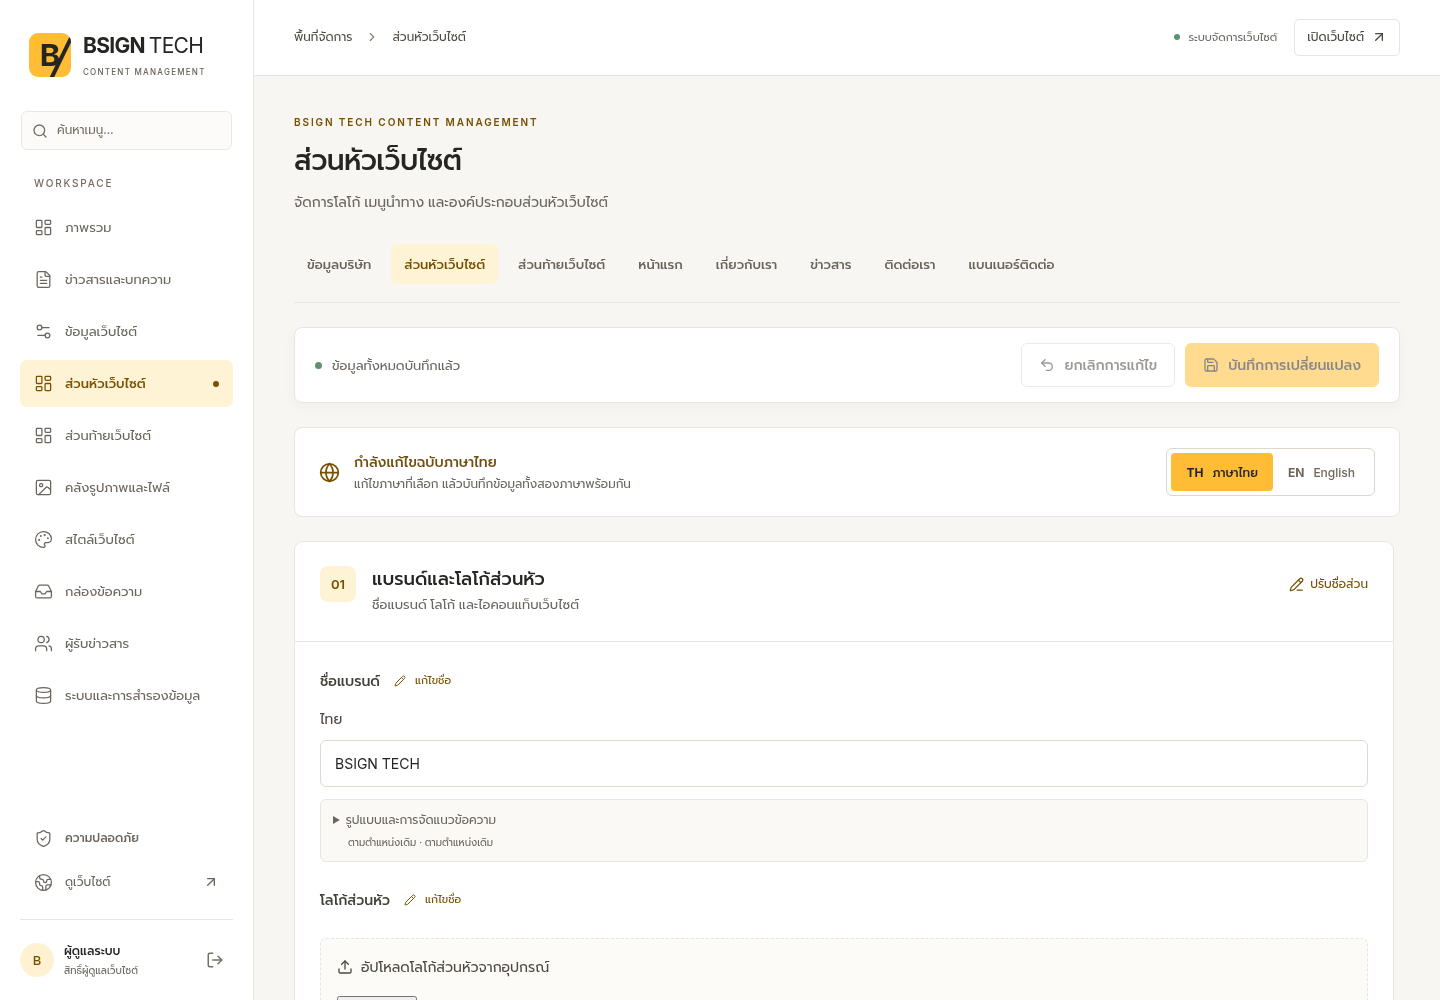 BSIGN TECH
CONTENT MANAGEMENT
ค้นหาเมนู...
WORKSPACE
ภาพรวม
ข่าวสารและบทความ
ข้อมูลเว็บไซต์
ส่วนหัวเว็บไซต์
ส่วนท้ายเว็บไซต์
คลังรูปภาพและไฟล์
สไตล์เว็บไซต์
กล่องข้อความ
ผู้รับข่าวสาร
ระบบและการสำรองข้อมูล
ความปลอดภัย
ดูเว็บไซต์
B
ผู้ดูแลระบบ
สิทธิ์ผู้ดูแลเว็บไซต์
พื้นที่จัดการ
ส่วนหัวเว็บไซต์
ระบบจัดการเว็บไซต์
เปิดเว็บไซต์
BSIGN TECH CONTENT MANAGEMENT
ส่วนหัวเว็บไซต์
จัดการโลโก้ เมนูนำทาง และองค์ประกอบส่วนหัวเว็บไซต์
ข้อมูลบริษัท ส่วนหัวเว็บไซต์ ส่วนท้ายเว็บไซต์ หน้าแรก เกี่ยวกับเรา ข่าวสาร ติดต่อเรา แบนเนอร์ติดต่อ
ข้อมูลทั้งหมดบันทึกแล้ว
ยกเลิกการแก้ไข
บันทึกการเปลี่ยนแปลง
กำลังแก้ไขฉบับภาษาไทย
แก้ไขภาษาที่เลือก แล้วบันทึกข้อมูลทั้งสองภาษาพร้อมกัน
TH ภาษาไทย
EN English
01
แบรนด์และโลโก้ส่วนหัว
ชื่อแบรนด์ โลโก้ และไอคอนแท็บเว็บไซต์
ปรับชื่อส่วน
ชื่อแบรนด์
แก้ไขชื่อ
ไทย
BSIGN TECH
รูปแบบและการจัดแนวข้อความ
ตามตำแหน่งเดิม · ตามตำแหน่งเดิม
โลโก้ส่วนหัว
แก้ไขชื่อ
อัปโหลดโลโก้ส่วนหัวจากอุปกรณ์